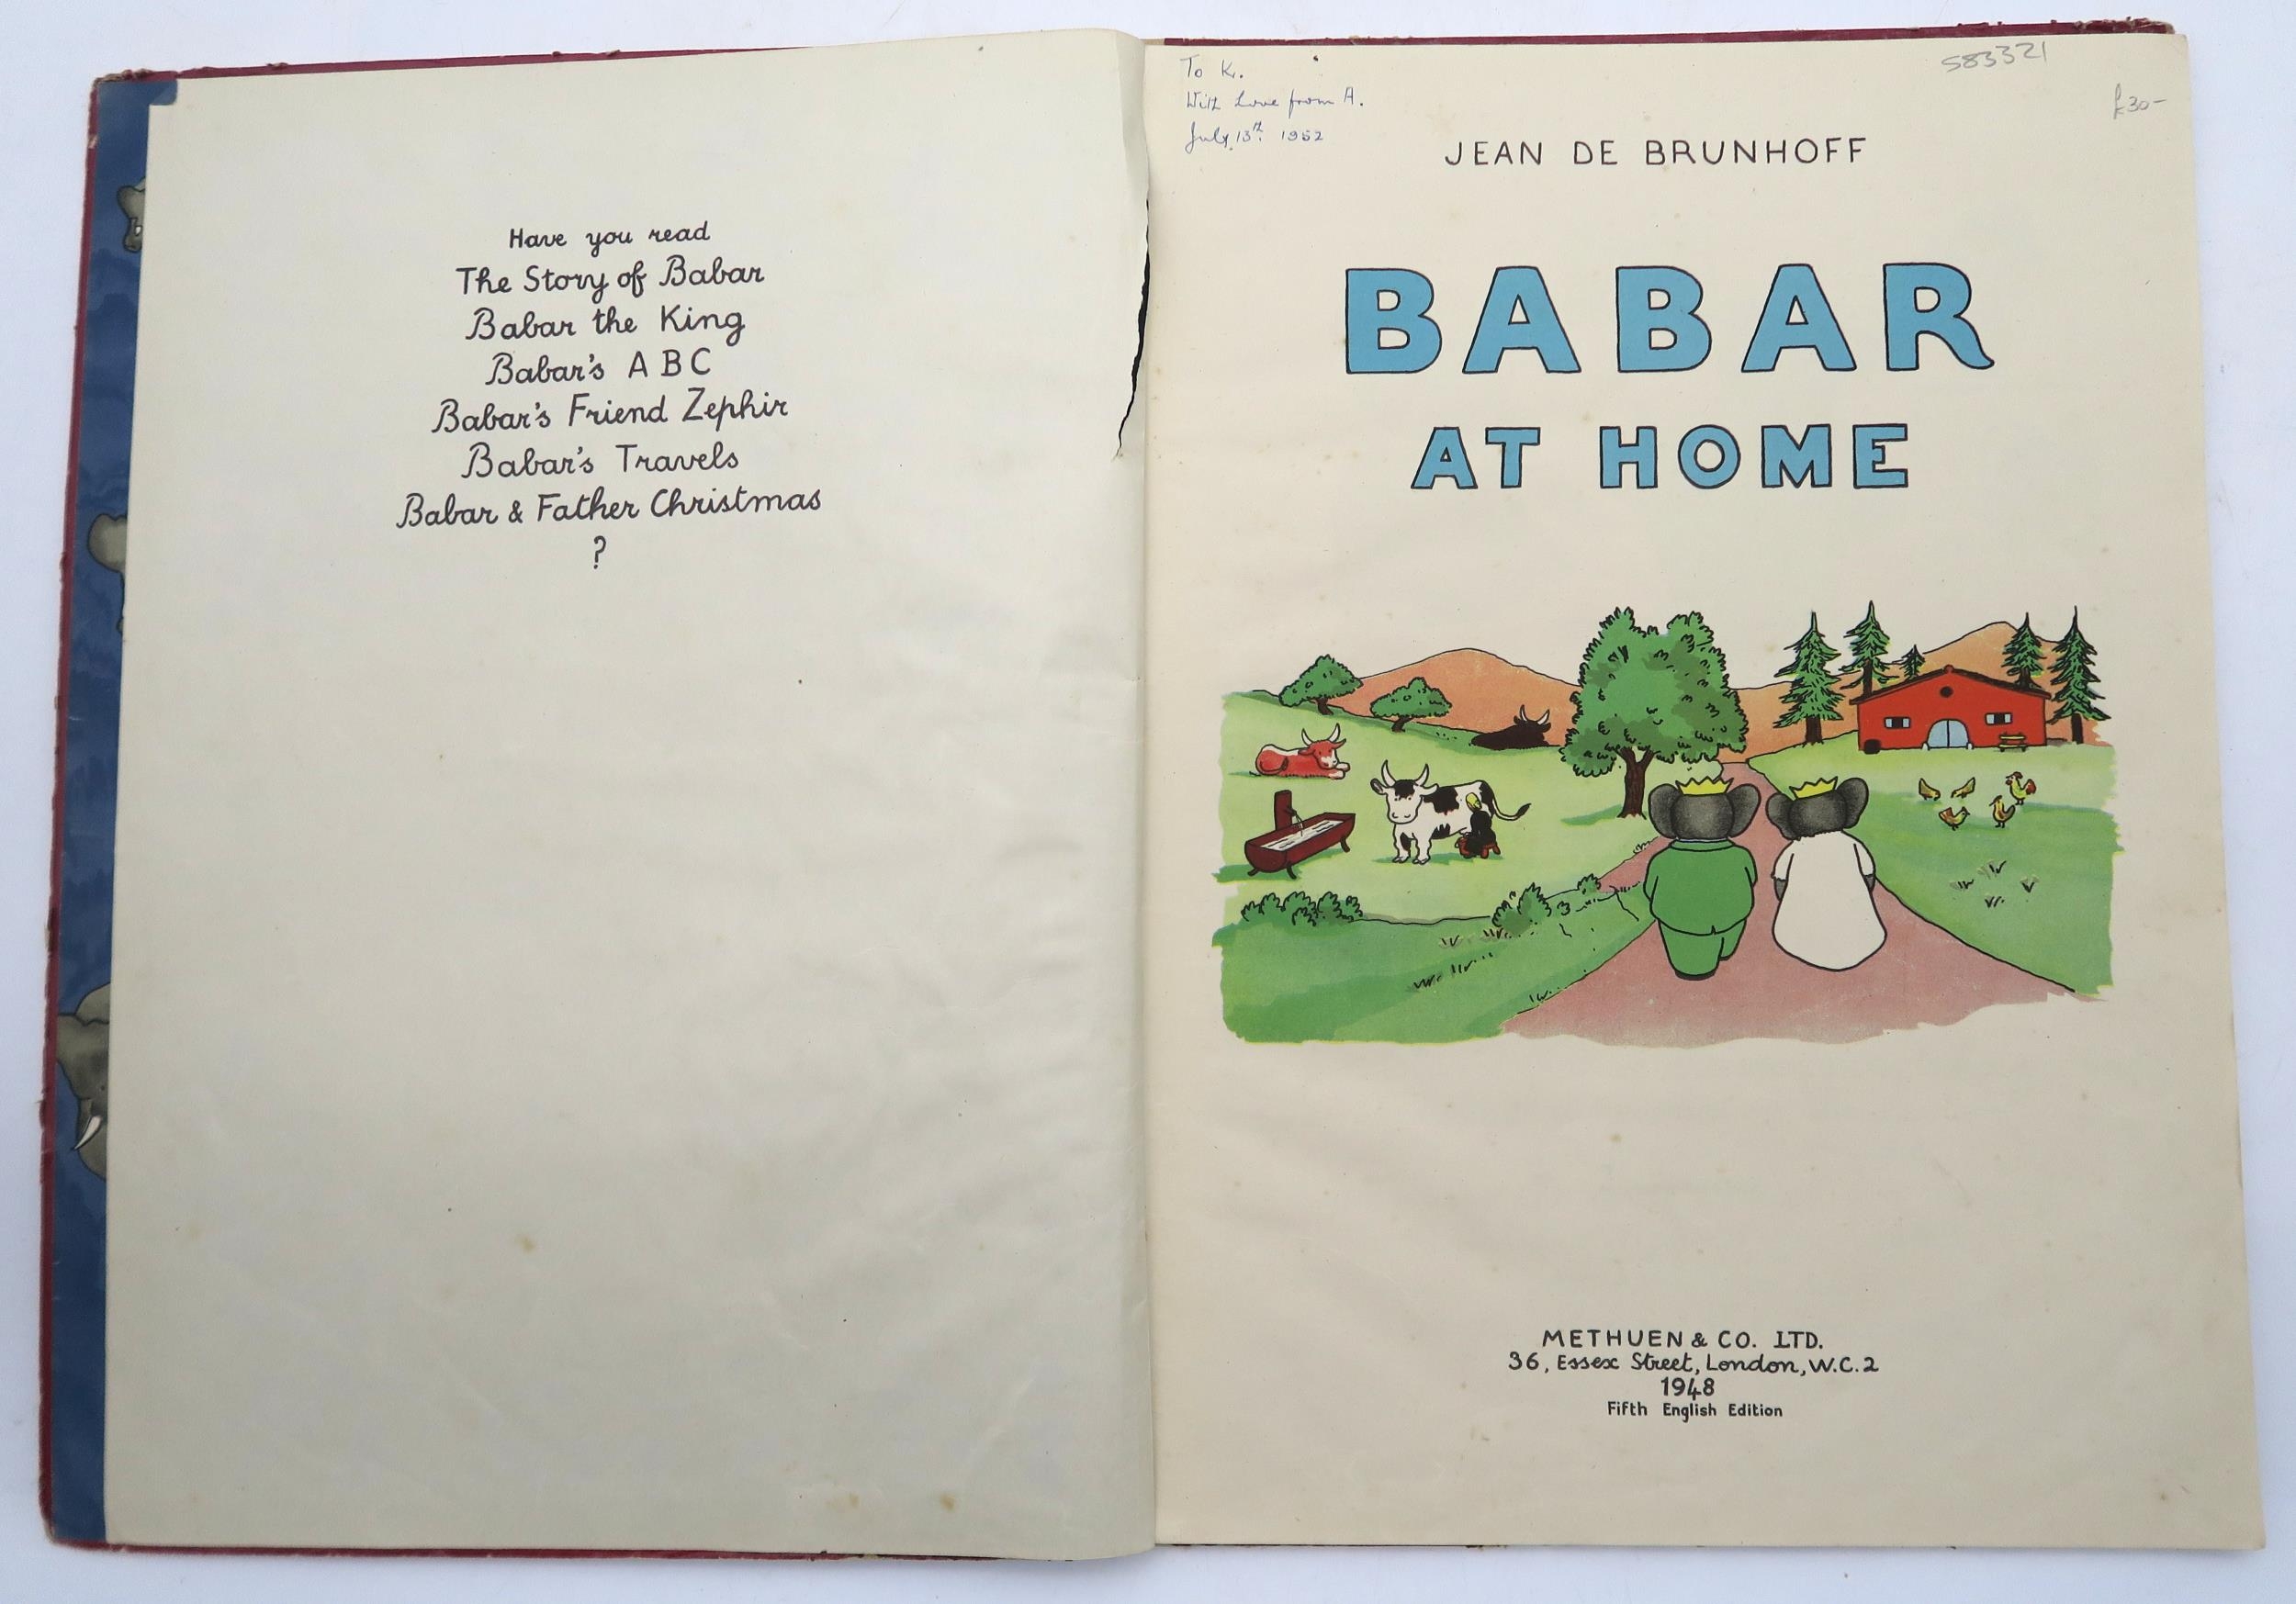 Have you read
The Story of Babar
Babar the King
Babar's A B C
Babar's Friend Zephir
Babar's Travels
Babar & Father Christmas
?
To K.
With Love from A.
July 13th. 1952
583321
£30-
JEAN DE BRUNHOFF
BABAR
AT HOME
METHUEN & CO. LTD.
36, Essex Street, London, W.C.2
1948
Fifth English Edition